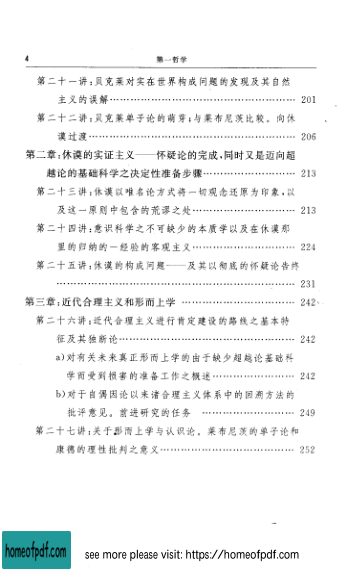 4 第一哲学
第二十一讲:贝克莱对实在世界构成问题的发现及其自然
主义的误解…………………………………………… 201
第二十二讲:贝克莱单子论的萌芽;与莱布尼茨比较。向休
谟过渡………………………………………………… 206
第二章:休谟的实证主义——怀疑论的完成,同时又是迈向超
越论的基础科学之决定性准备步骤…………………… 213
第二十三讲:休谟以唯名论方式将一切观念还原为印象,以
及这一原则中包含的荒谬之处……………………… 213
第二十四讲:意识科学之不可缺少的本质学以及在休谟那
里的归纳的—经验的客观主义……………………… 224
第二十五讲:休谟的构成问题——及其以彻底的怀疑论告终
………………………………………………………… 231
第三章:近代合理主义和形而上学 ………………………… 242
第二十六讲:近代合理主义进行肯定建设的路线之基本特
征及其独断论………………………………………… 242
a)对有关未来真正形而上学的由于缺少超越论基础科
学而受到损害的准备工作之概述…………………… 242
b)对于自偶因论以来诸合理主义体系中的回溯方法的
批评意见。前进研究的任务 ……………………… 249
第二十七讲:关于形而上学与认识论。莱布尼茨的单子论和
康德的理性批判之意义……………………………… 252
homeofpdf.com see more please visit: https://homeofpdf.com